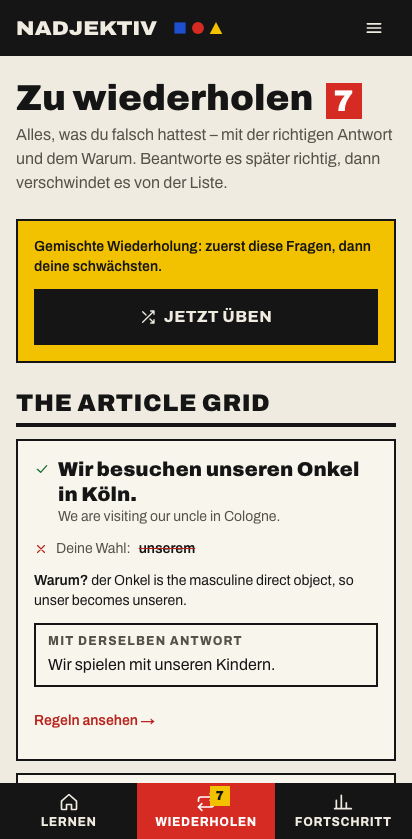 NADJEKTIV
Zu wiederholen 7
Alles, was du falsch hattest – mit der richtigen Antwort
und dem Warum. Beantworte es später richtig, dann
verschwindet es von der Liste.
Gemischte Wiederholung: zuerst diese Fragen, dann
deine schwächsten.
JETZT ÜBEN
THE ARTICLE GRID
Wir besuchen unseren Onkel
in Köln.
We are visiting our uncle in Cologne.
Deine Wahl: unserem
Warum? der Onkel is the masculine direct object, so
unser becomes unseren.
MIT DERSELBEN ANTWORT
Wir spielen mit unseren Kindern.
Regeln ansehen →
7
LERNEN WIEDERHOLEN FORTSCHRITT